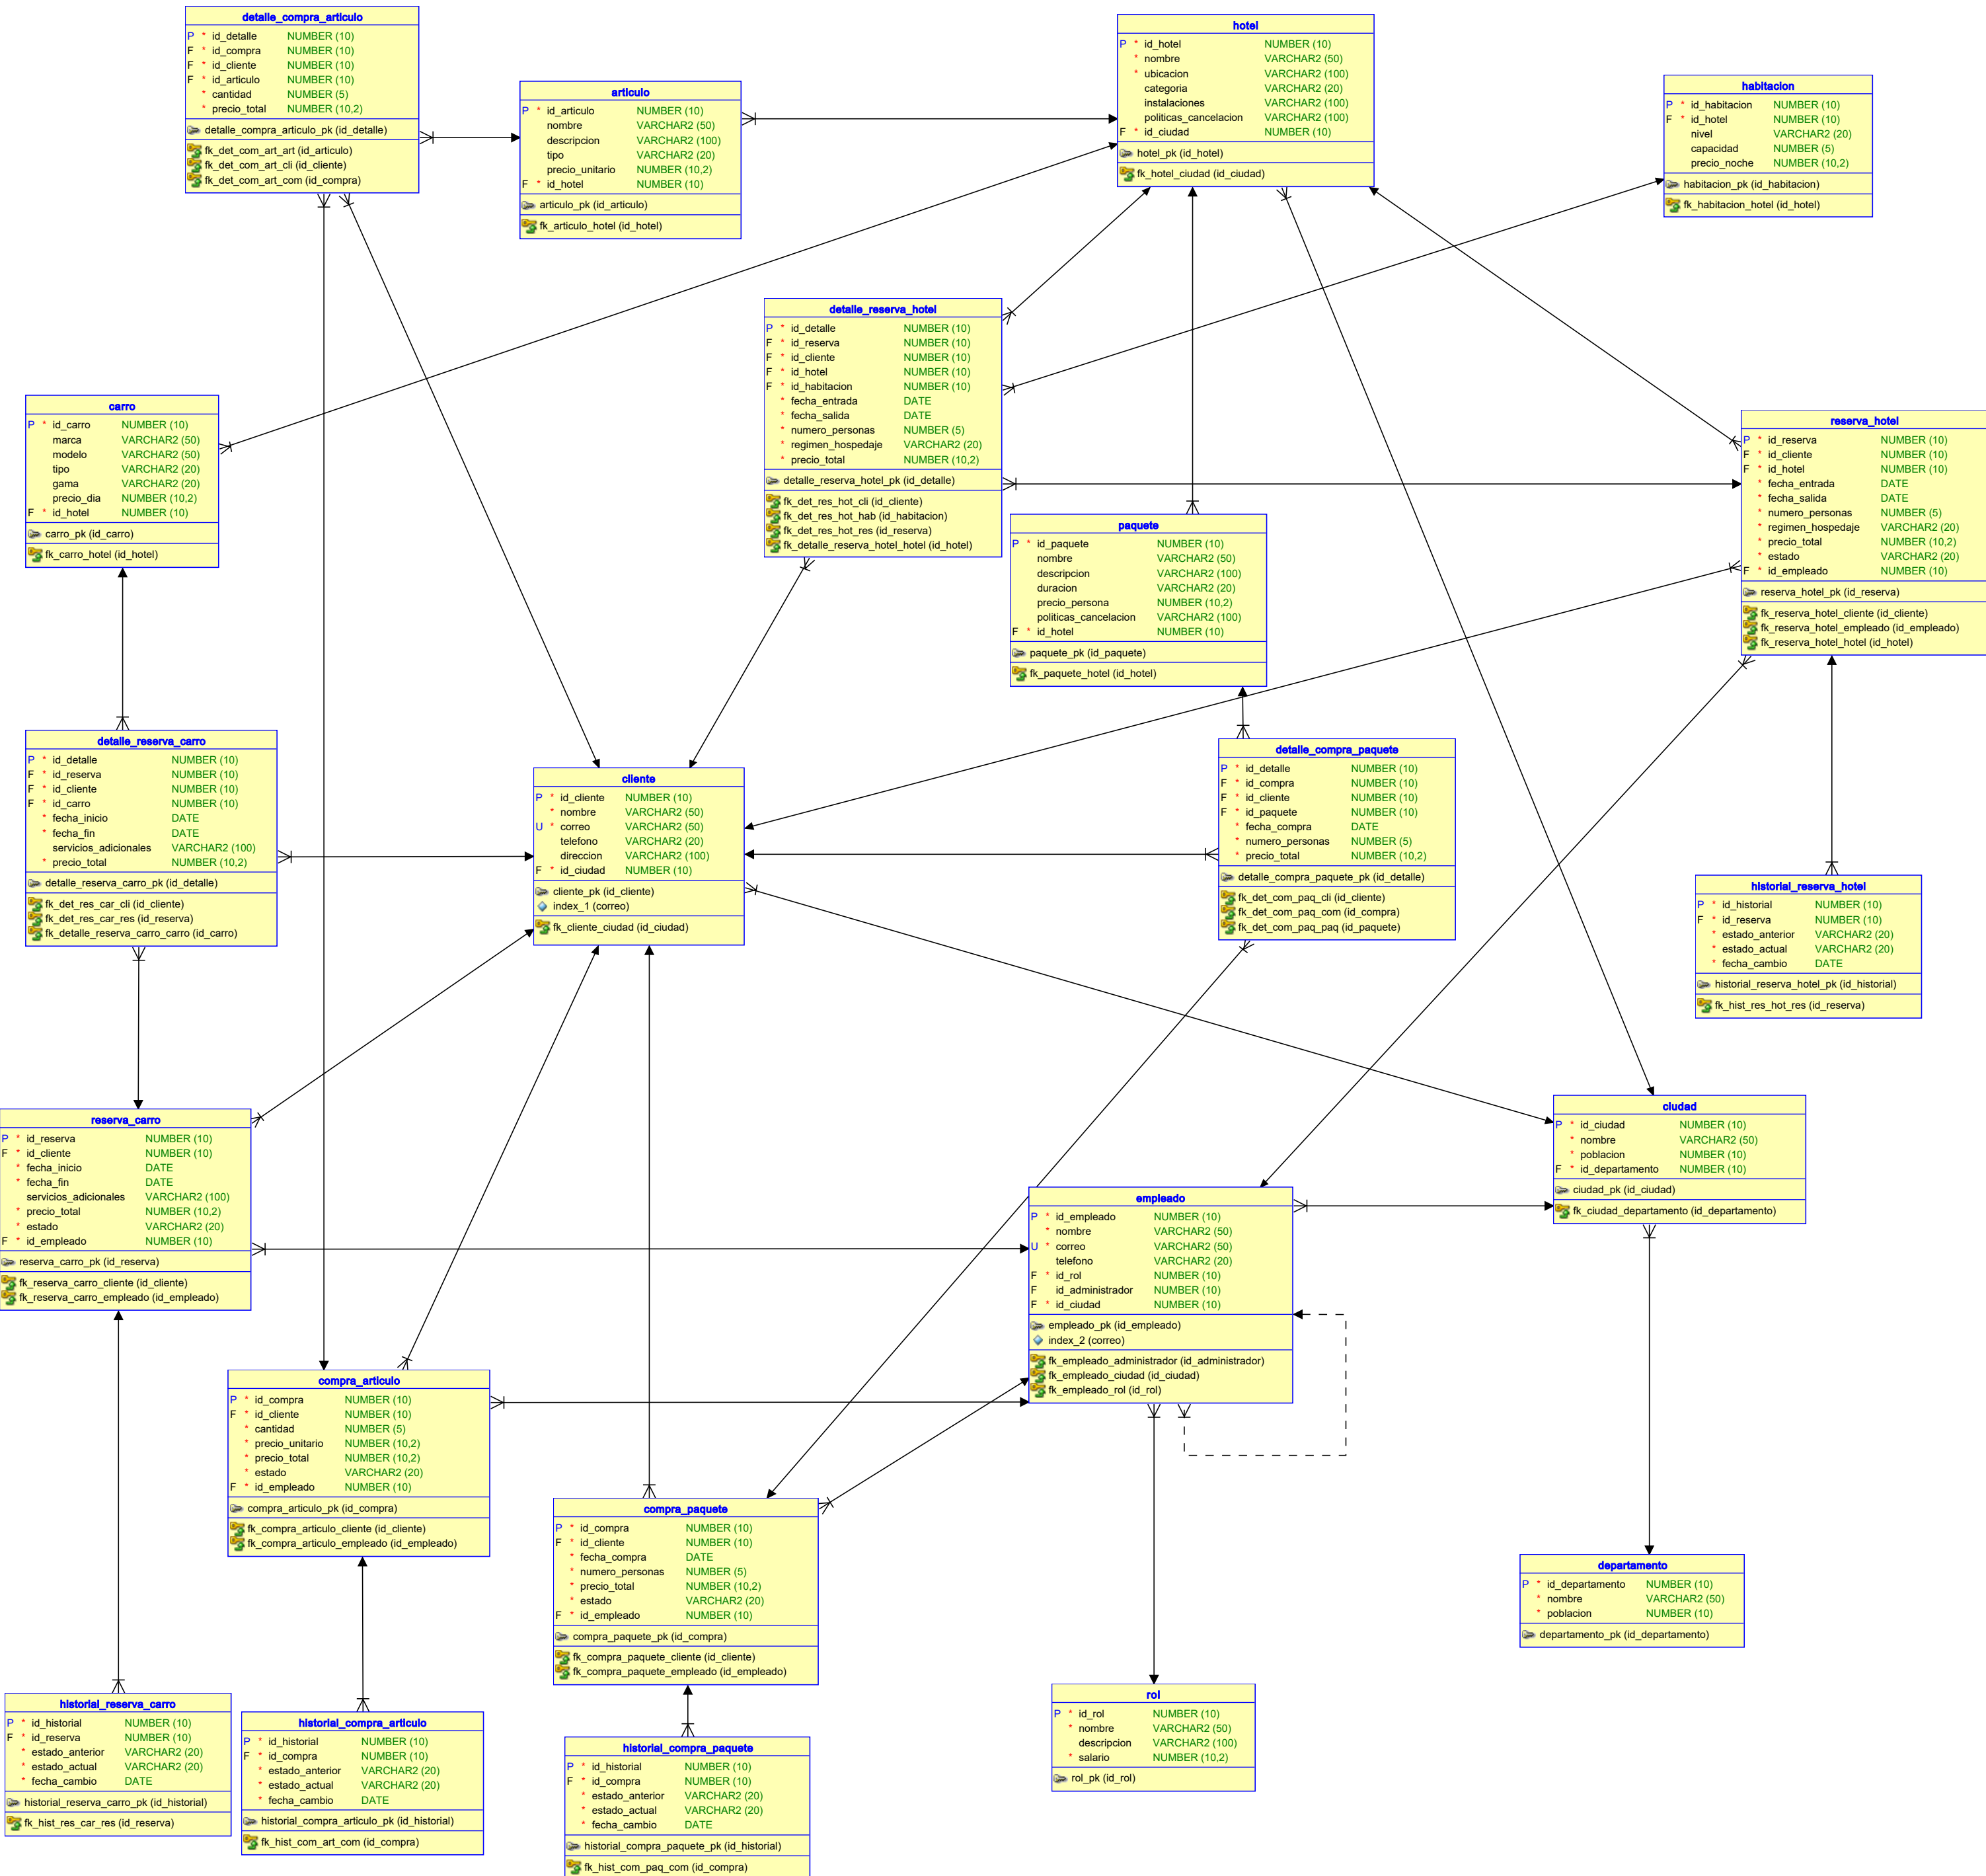 detalle_compra_articulo
P * id_detalle NUMBER (10)
F * id_compra NUMBER (10)
F * id_cliente NUMBER (10)
F * id_articulo NUMBER (10)
* cantidad NUMBER (5)
* precio_total NUMBER (10,2)
detalle_compra_articulo_pk (id_detalle)
fk_det_com_art_art (id_articulo)
fk_det_com_art_cli (id_cliente)
fk_det_com_art_com (id_compra)
articulo
P * id_articulo NUMBER (10)
nombre VARCHAR2 (50)
descripcion VARCHAR2 (100)
tipo VARCHAR2 (20)
precio_unitario NUMBER (10,2)
F * id_hotel NUMBER (10)
articulo_pk (id_articulo)
fk_articulo_hotel (id_hotel)
hotel
P * id_hotel NUMBER (10)
* nombre VARCHAR2 (50)
* ubicacion VARCHAR2 (100)
categoria VARCHAR2 (20)
instalaciones VARCHAR2 (100)
politicas_cancelacion VARCHAR2 (100)
F * id_ciudad NUMBER (10)
hotel_pk (id_hotel)
fk_hotel_ciudad (id_ciudad)
habitacion
P * id_habitacion NUMBER (10)
F * id_hotel NUMBER (10)
nivel VARCHAR2 (20)
capacidad NUMBER (5)
precio_noche NUMBER (10,2)
habitacion_pk (id_habitacion)
fk_habitacion_hotel (id_hotel)
detalle_reserva_hotel
P * id_detalle NUMBER (10)
F * id_reserva NUMBER (10)
F * id_cliente NUMBER (10)
F * id_hotel NUMBER (10)
F * id_habitacion NUMBER (10)
* fecha_entrada DATE
* fecha_salida DATE
* numero_personas NUMBER (5)
* regimen_hospedaje VARCHAR2 (20)
* precio_total NUMBER (10,2)
detalle_reserva_hotel_pk (id_detalle)
fk_det_res_hot_cli (id_cliente)
fk_det_res_hot_hab (id_habitacion)
fk_det_res_hot_res (id_reserva)
fk_detalle_reserva_hotel_hotel (id_hotel)
carro
P * id_carro NUMBER (10)
marca VARCHAR2 (50)
modelo VARCHAR2 (50)
tipo VARCHAR2 (20)
gama VARCHAR2 (20)
precio_dia NUMBER (10,2)
F * id_hotel NUMBER (10)
carro_pk (id_carro)
fk_carro_hotel (id_hotel)
reserva_hotel
P * id_reserva NUMBER (10)
F * id_cliente NUMBER (10)
F * id_hotel NUMBER (10)
* fecha_entrada DATE
* fecha_salida DATE
* numero_personas NUMBER (5)
* regimen_hospedaje VARCHAR2 (20)
* precio_total NUMBER (10,2)
* estado VARCHAR2 (20)
F * id_empleado NUMBER (10)
reserva_hotel_pk (id_reserva)
fk_reserva_hotel_cliente (id_cliente)
fk_reserva_hotel_empleado (id_empleado)
fk_reserva_hotel_hotel (id_hotel)
paquete
P * id_paquete NUMBER (10)
nombre VARCHAR2 (50)
descripcion VARCHAR2 (100)
duracion VARCHAR2 (20)
precio_persona NUMBER (10,2)
politicas_cancelacion VARCHAR2 (100)
F * id_hotel NUMBER (10)
paquete_pk (id_paquete)
fk_paquete_hotel (id_hotel)
detalle_reserva_carro
P * id_detalle NUMBER (10)
F * id_reserva NUMBER (10)
F * id_cliente NUMBER (10)
F * id_carro NUMBER (10)
* fecha_inicio DATE
* fecha_fin DATE
servicios_adicionales VARCHAR2 (100)
* precio_total NUMBER (10,2)
detalle_reserva_carro_pk (id_detalle)
fk_det_res_car_cli (id_cliente)
fk_det_res_car_res (id_reserva)
fk_detalle_reserva_carro_carro (id_carro)
cliente
P * id_cliente NUMBER (10)
* nombre VARCHAR2 (50)
U * correo VARCHAR2 (50)
telefono VARCHAR2 (20)
direccion VARCHAR2 (100)
F * id_ciudad NUMBER (10)
cliente_pk (id_cliente)
index_1 (correo)
fk_cliente_ciudad (id_ciudad)
detalle_compra_paquete
P * id_detalle NUMBER (10)
F * id_compra NUMBER (10)
F * id_cliente NUMBER (10)
F * id_paquete NUMBER (10)
* fecha_compra DATE
* numero_personas NUMBER (5)
* precio_total NUMBER (10,2)
detalle_compra_paquete_pk (id_detalle)
fk_det_com_paq_cli (id_cliente)
fk_det_com_paq_com (id_compra)
fk_det_com_paq_paq (id_paquete)
historial_reserva_hotel
P * id_historial NUMBER (10)
F * id_reserva NUMBER (10)
* estado_anterior VARCHAR2 (20)
* estado_actual VARCHAR2 (20)
* fecha_cambio DATE
historial_reserva_hotel_pk (id_historial)
fk_hist_res_hot_res (id_reserva)
reserva_carro
P * id_reserva NUMBER (10)
F * id_cliente NUMBER (10)
* fecha_inicio DATE
* fecha_fin DATE
servicios_adicionales VARCHAR2 (100)
* precio_total NUMBER (10,2)
* estado VARCHAR2 (20)
F * id_empleado NUMBER (10)
reserva_carro_pk (id_reserva)
fk_reserva_carro_cliente (id_cliente)
fk_reserva_carro_empleado (id_empleado)
ciudad
P * id_ciudad NUMBER (10)
* nombre VARCHAR2 (50)
* poblacion NUMBER (10)
F * id_departamento NUMBER (10)
ciudad_pk (id_ciudad)
fk_ciudad_departamento (id_departamento)
empleado
P * id_empleado NUMBER (10)
* nombre VARCHAR2 (50)
U * correo VARCHAR2 (50)
telefono VARCHAR2 (20)
F * id_rol NUMBER (10)
F id_administrador NUMBER (10)
F * id_ciudad NUMBER (10)
empleado_pk (id_empleado)
index_2 (correo)
fk_empleado_administrador (id_administrador)
fk_empleado_ciudad (id_ciudad)
fk_empleado_rol (id_rol)
compra_articulo
P * id_compra NUMBER (10)
F * id_cliente NUMBER (10)
* cantidad NUMBER (5)
* precio_unitario NUMBER (10,2)
* precio_total NUMBER (10,2)
* estado VARCHAR2 (20)
F * id_empleado NUMBER (10)
compra_articulo_pk (id_compra)
fk_compra_articulo_cliente (id_cliente)
fk_compra_articulo_empleado (id_empleado)
compra_paquete
P * id_compra NUMBER (10)
F * id_cliente NUMBER (10)
* fecha_compra DATE
* numero_personas NUMBER (5)
* precio_total NUMBER (10,2)
* estado VARCHAR2 (20)
F * id_empleado NUMBER (10)
compra_paquete_pk (id_compra)
fk_compra_paquete_cliente (id_cliente)
fk_compra_paquete_empleado (id_empleado)
departamento
P * id_departamento NUMBER (10)
* nombre VARCHAR2 (50)
* poblacion NUMBER (10)
departamento_pk (id_departamento)
rol
P * id_rol NUMBER (10)
* nombre VARCHAR2 (50)
descripcion VARCHAR2 (100)
* salario NUMBER (10,2)
rol_pk (id_rol)
historial_reserva_carro
P * id_historial NUMBER (10)
F * id_reserva NUMBER (10)
* estado_anterior VARCHAR2 (20)
* estado_actual VARCHAR2 (20)
* fecha_cambio DATE
historial_reserva_carro_pk (id_historial)
fk_hist_res_car_res (id_reserva)
historial_compra_articulo
P * id_historial NUMBER (10)
F * id_compra NUMBER (10)
* estado_anterior VARCHAR2 (20)
* estado_actual VARCHAR2 (20)
* fecha_cambio DATE
historial_compra_articulo_pk (id_historial)
fk_hist_com_art_com (id_compra)
historial_compra_paquete
P * id_historial NUMBER (10)
F * id_compra NUMBER (10)
* estado_anterior VARCHAR2 (20)
* estado_actual VARCHAR2 (20)
* fecha_cambio DATE
historial_compra_paquete_pk (id_historial)
fk_hist_com_paq_com (id_compra)